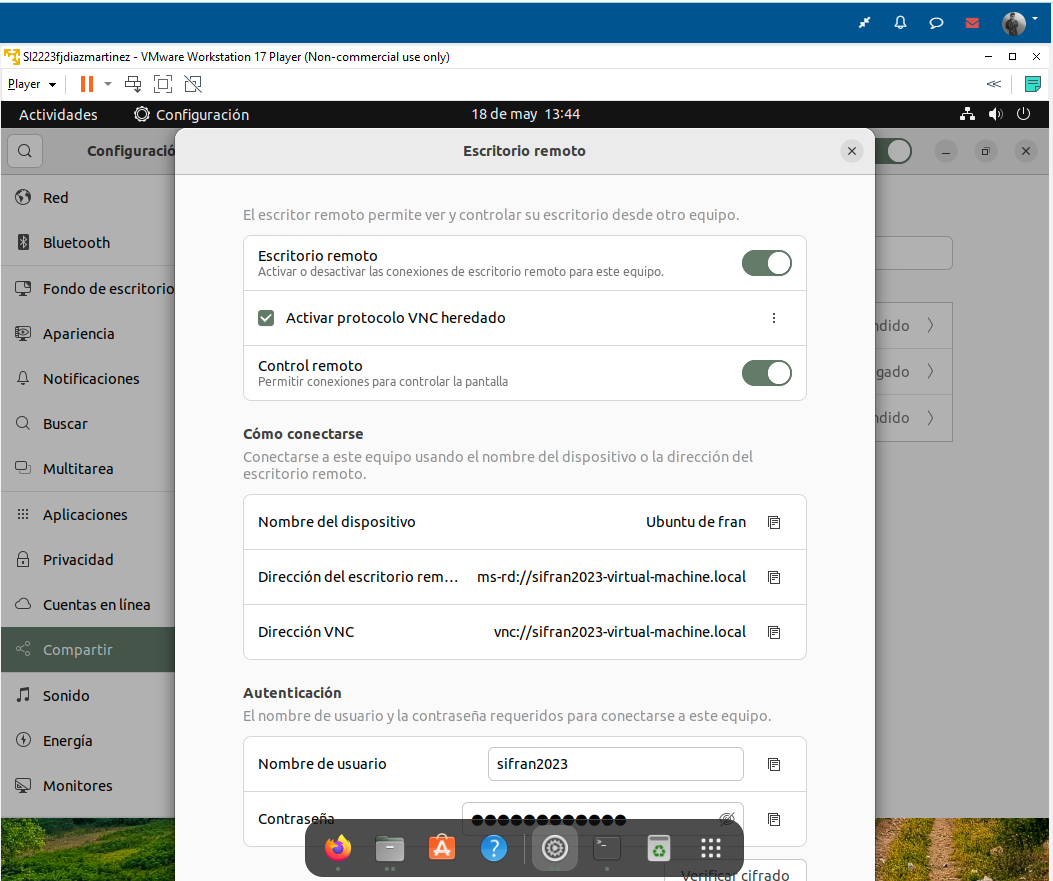 SI2223fjdiazmartinez - VMware Workstation 17 Player (Non-commercial use only)
Player
Actividades
Configuración
18 de may 13:44
Configuració
Escritorio remoto
Red
Bluetooth
Fondo de escritorio
Apariencia
Notificaciones
Buscar
Multitarea
Aplicaciones
Privacidad
Cuentas en línea
Compartir
Sonido
Energía
Monitores
El escritor remoto permite ver y controlar su escritorio desde otro equipo.
Escritorio remoto
Activar o desactivar las conexiones de escritorio remoto para este equipo.
Activar protocolo VNC heredado
Control remoto
Permitir conexiones para controlar la pantalla
Cómo conectarse
Conectarse a este equipo usando el nombre del dispositivo o la dirección del
escritorio remoto.
Nombre del dispositivo Ubuntu de fran
Dirección del escritorio rem… ms-rd://sifran2023-virtual-machine.local
Dirección VNC vnc://sifran2023-virtual-machine.local
Autenticación
El nombre de usuario y la contraseña requeridos para conectarse a este equipo.
Nombre de usuario sifran2023
Contraseña ●●●●●●●●●●●●
Verificar cifrado
ndido
gado
ndido